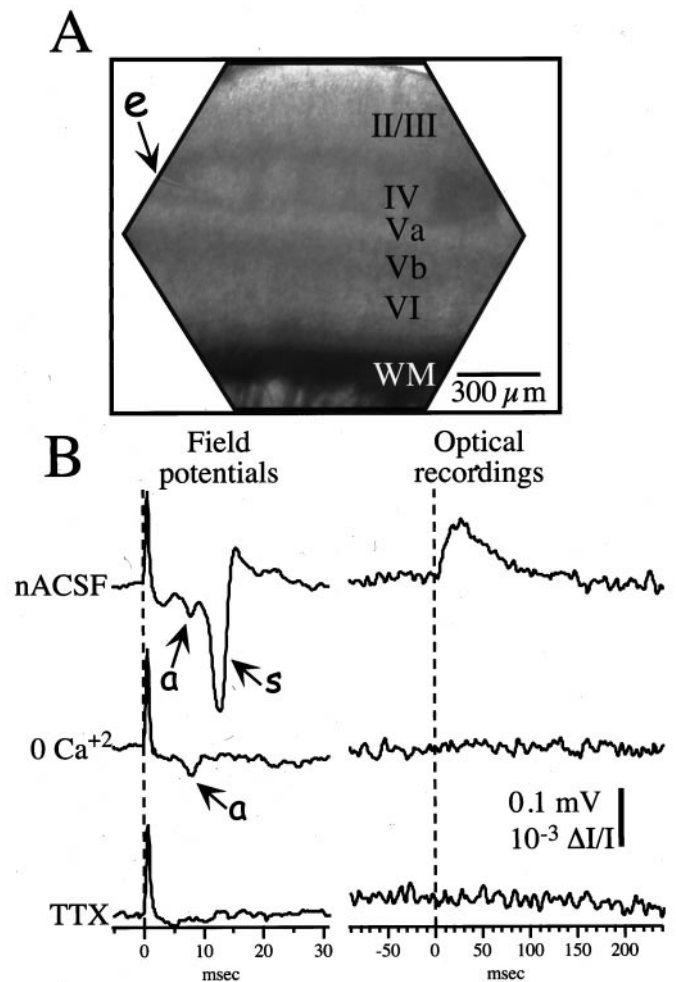 A
e
II/III
IV
Va
Vb
VI
WM
300 μm
B
Field potentials
Optical recordings
nACSF
a
s
0 Ca+2
a
0.1 mV
10-3 ΔI/I
TTX
0 10 20 30
msec
-50 0 50 100 150 200
msec